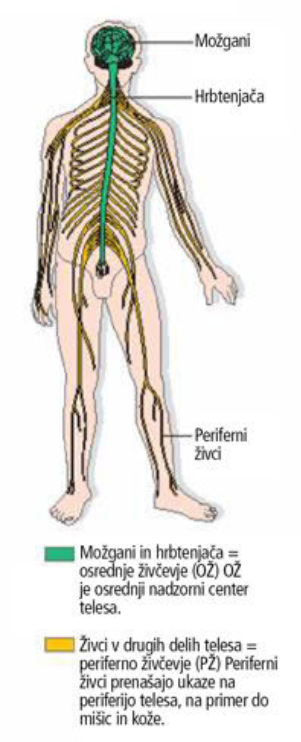 Možgani
Hrbtenjača
Periferni
živci
Možgani in hrbtenjača =
osrednje živčevje (OŽ) OŽ
je osrednji nadzorni center
telesa.
Živci v drugih delih telesa =
periferno živčevje (PŽ) Periferni
živci prenašajo ukaze na
periferijo telesa, na primer do
mišic in kože.